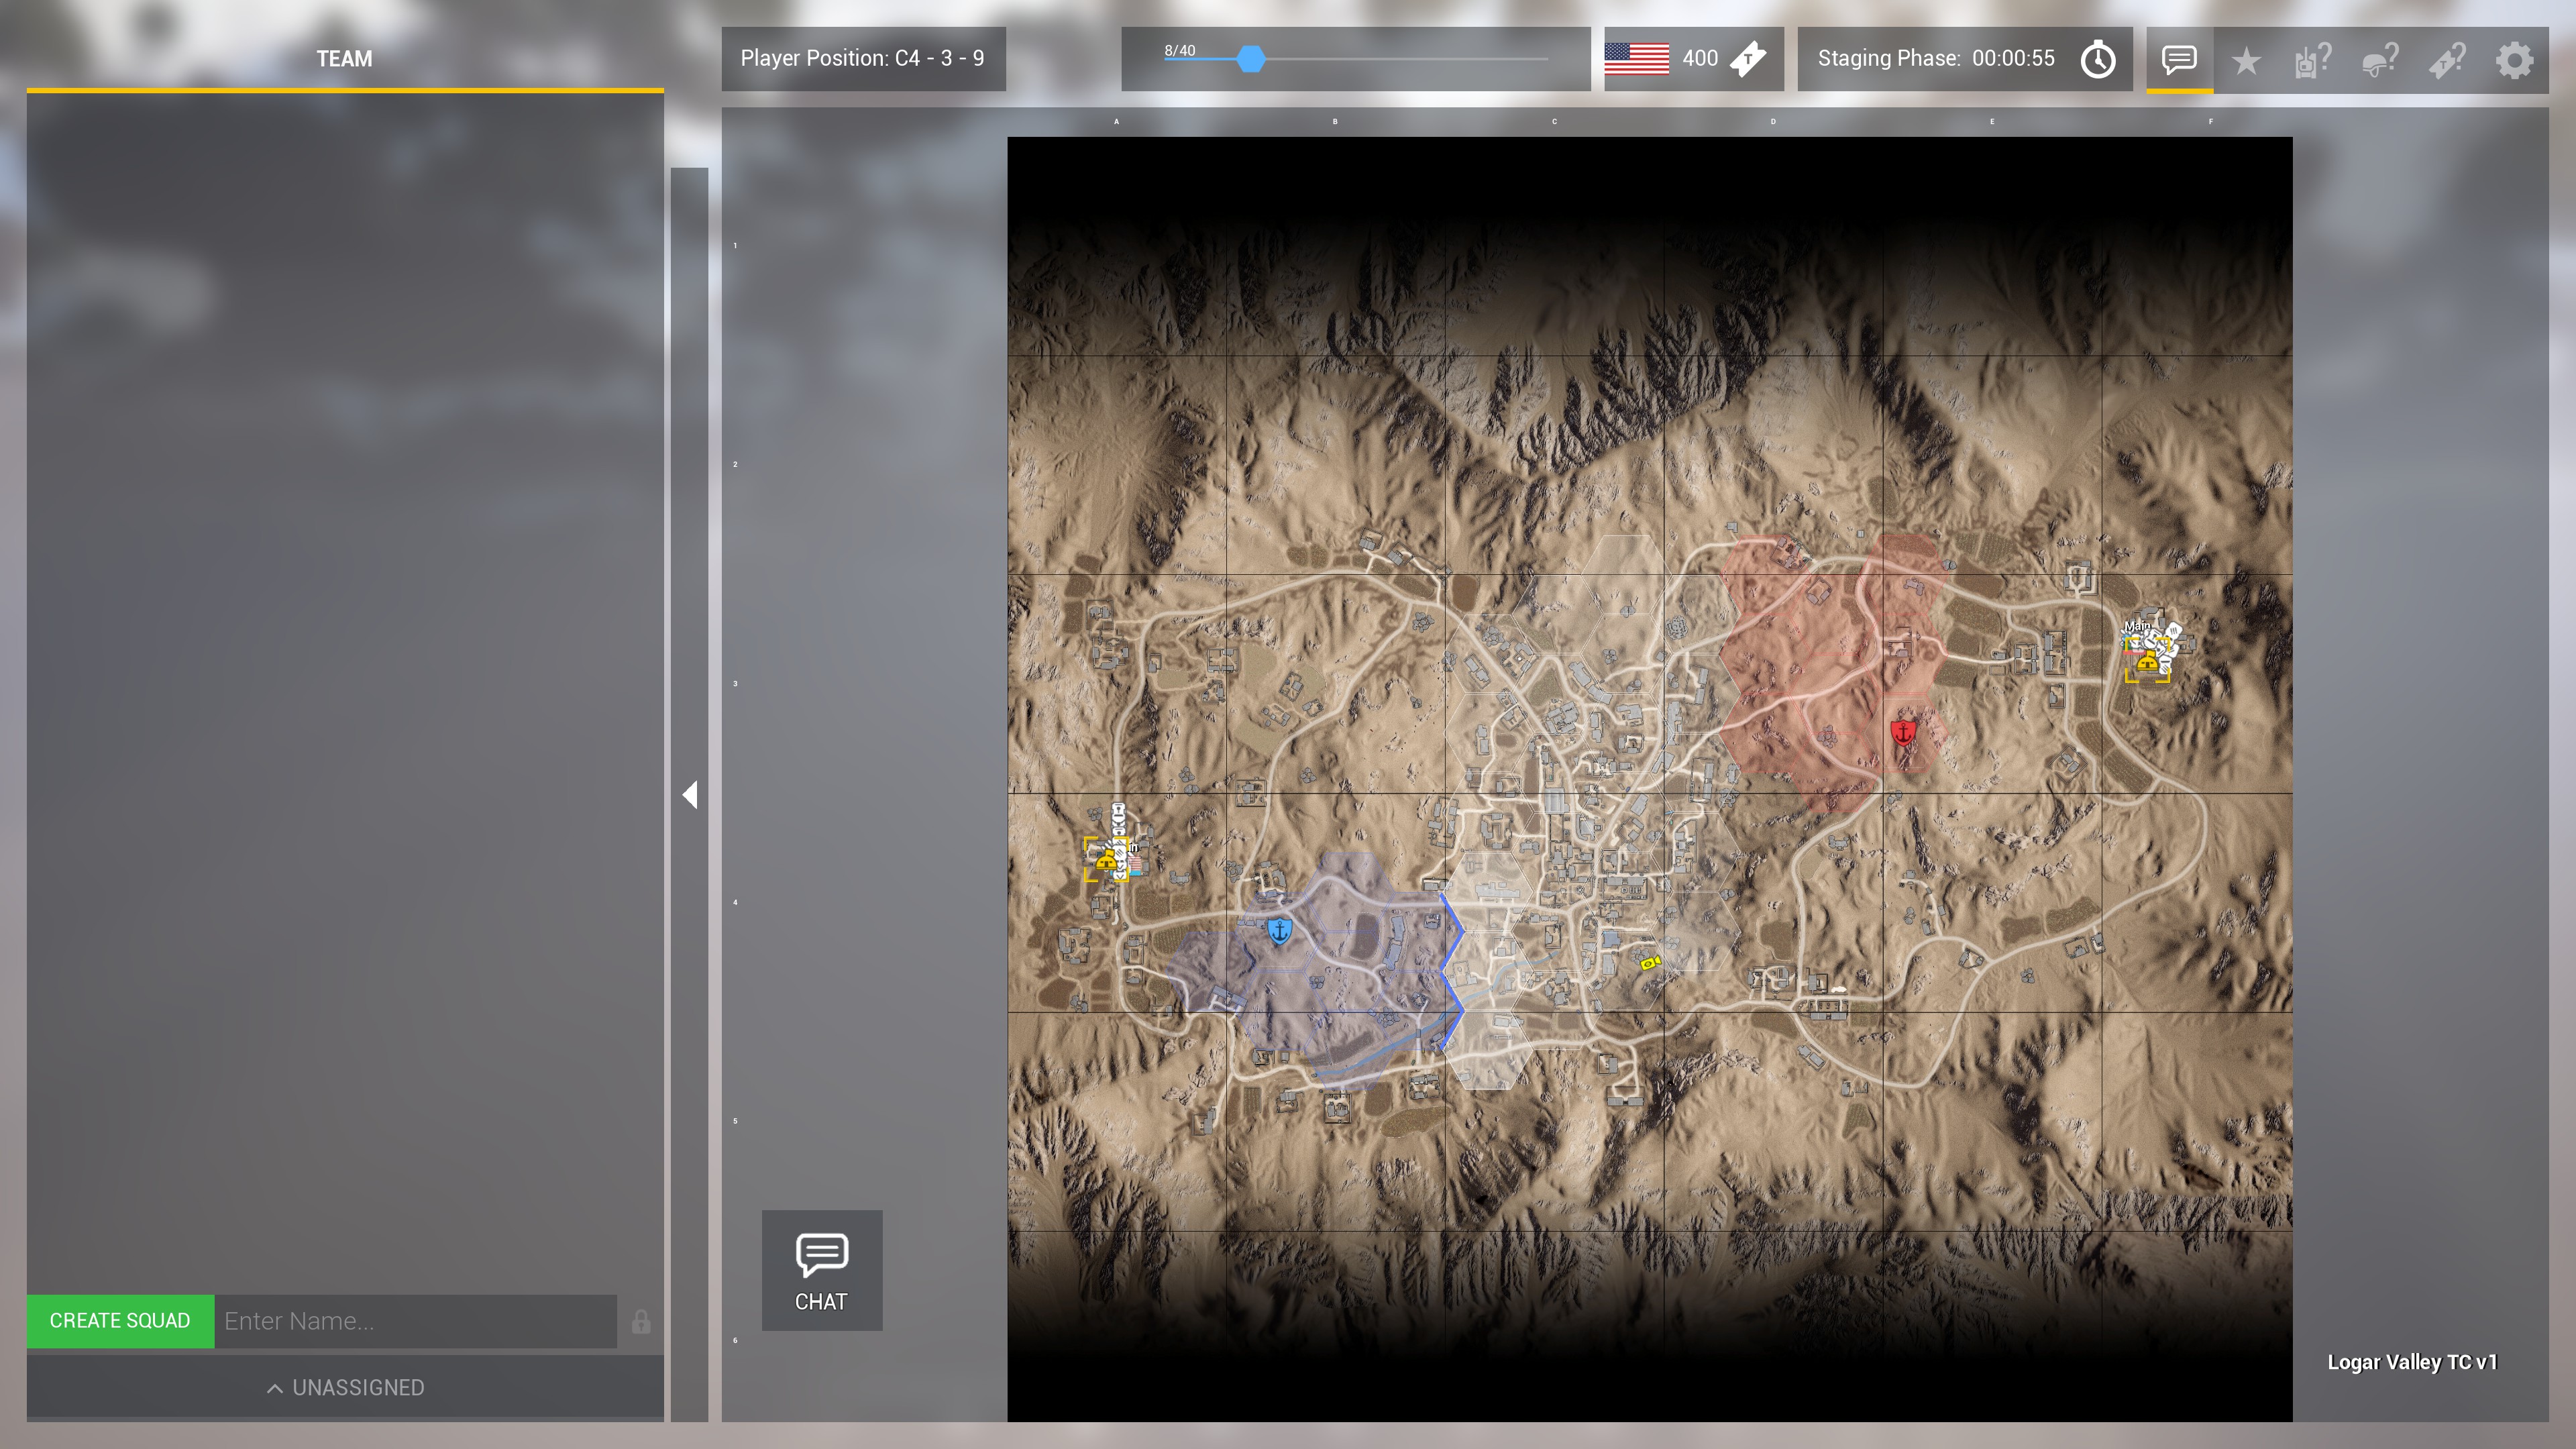 TEAM
Player Position: C4 - 3 - 9
8/40
400
Staging Phase: 00:00:55
A B C D E F
1
2
3
4
5
6
Main
CHAT
CREATE SQUAD
Enter Name...
UNASSIGNED
Logar Valley TC v1